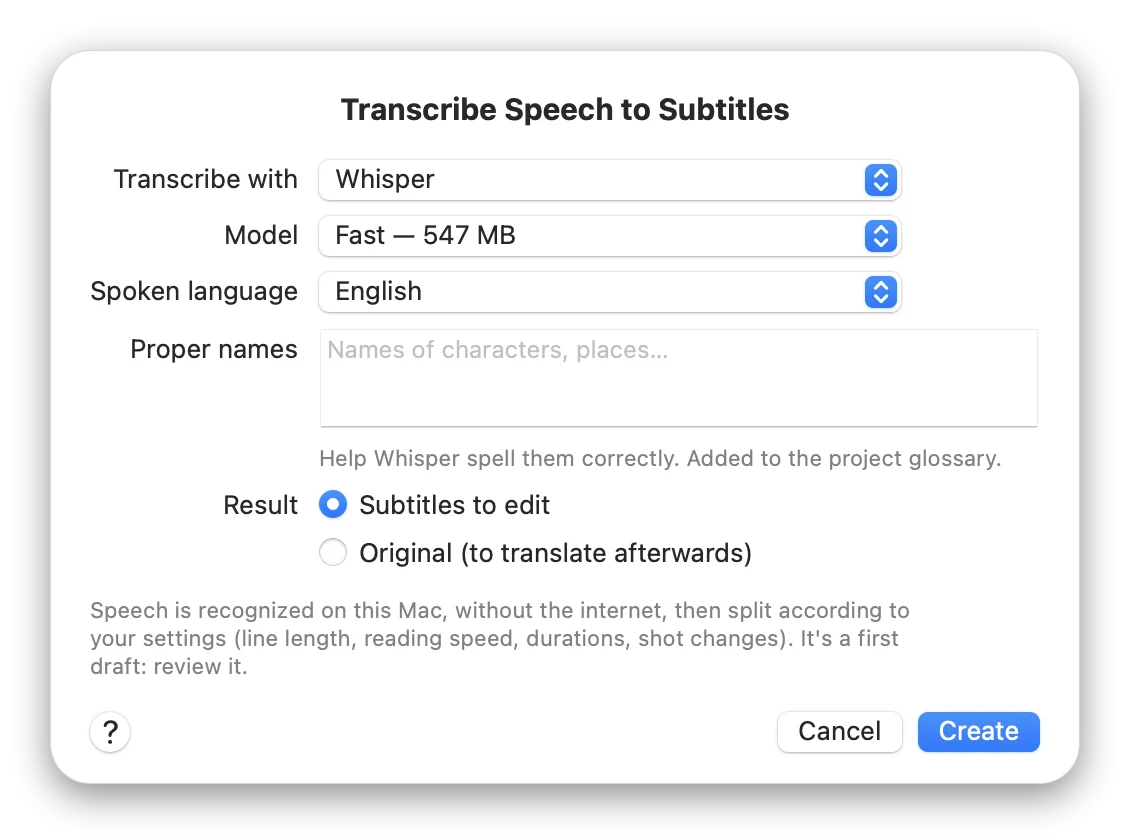 Transcribe Speech to Subtitles
Transcribe with Whisper
Model Fast — 547 MB
Spoken language English
Proper names Names of characters, places...
Help Whisper spell them correctly. Added to the project glossary.
Result Subtitles to edit
Original (to translate afterwards)
Speech is recognized on this Mac, without the internet, then split according to
your settings (line length, reading speed, durations, shot changes). It's a first
draft: review it.
? Cancel Create